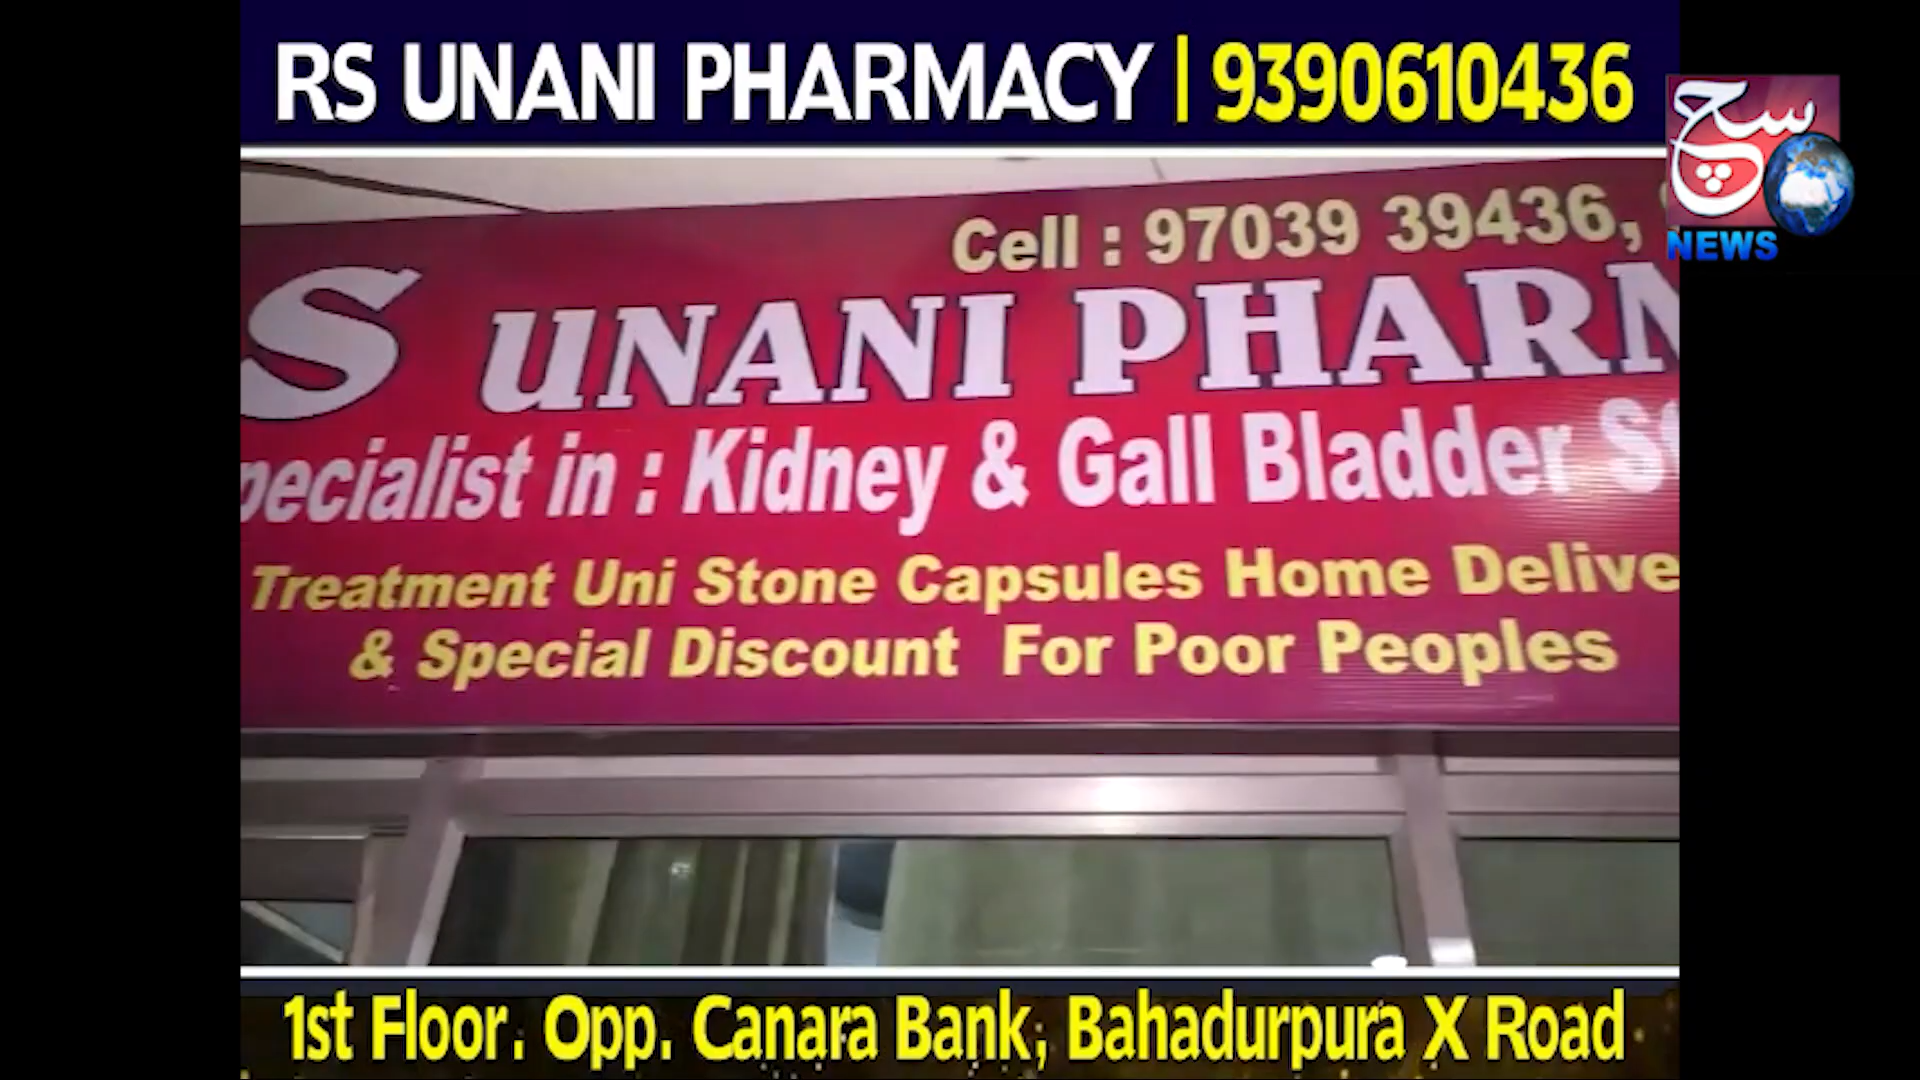 RS UNANI PHARMACY | 9390610436
سچ
NEWS
Cell : 97039 39436,
S UNANI PHARM
pecialist in : Kidney & Gall Bladder
Treatment Uni Stone Capsules Home Delive
& Special Discount For Poor Peoples
1st Floor. Opp. Canara Bank, Bahadurpura X Road